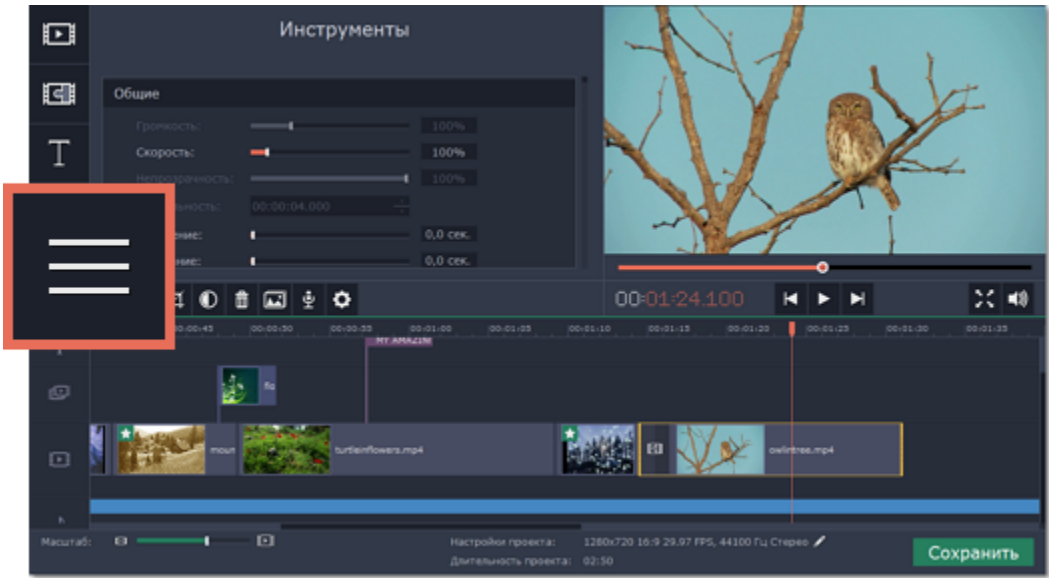 Инструменты
Общие
Громкость: 100%
Скорость: 100%
Непрозрачность: 100%
00:00:04.000
0,0 сек.
0,0 сек.
T
00:01:24.100
00:00:45 00:00:50 00:00:55 00:01:00 00:01:05 00:01:10 00:01:15 00:01:20 00:01:25 00:01:30 00:01:35
MY AMAZIN
flo
moun
turtleinflowers.mp4
owlintree.mp4
Масштаб:
Настройки проекта: 1280x720 16:9 29.97 FPS, 44100 Гц Стерео
Длительность проекта: 02:50
Сохранить